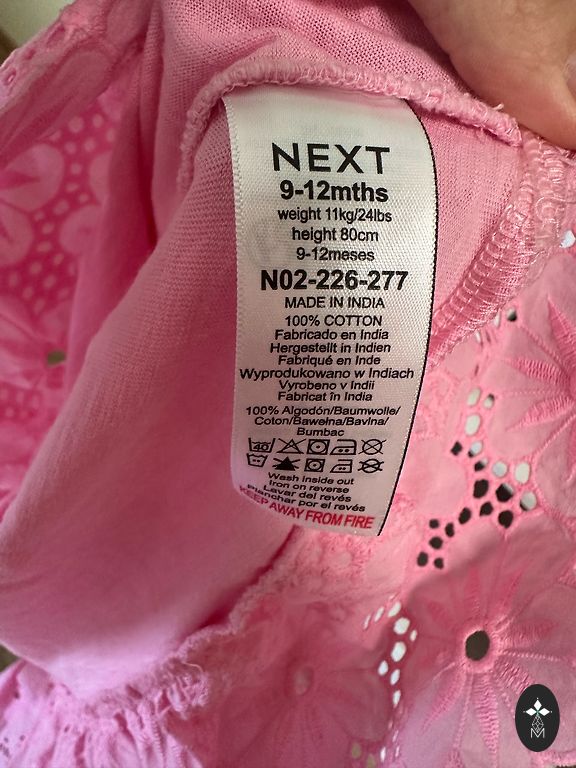 NEXT
9-12mths
weight 11kg/24lbs
height 80cm
9-12meses
N02-226-277
MADE IN INDIA
100% COTTON
Fabricado en India
Hergestellt in Indien
Fabriqué en Inde
Wyprodukowano w Indiach
Vyrobeno v Indii
Fabricat în India
100% Algodón/Baumwolle/
Coton/Bawełna/Bavlna/
Bumbac
40
Wash inside out
Iron on reverse
Lavar del revés
Planchar por el revés
KEEP AWAY FROM FIRE
M